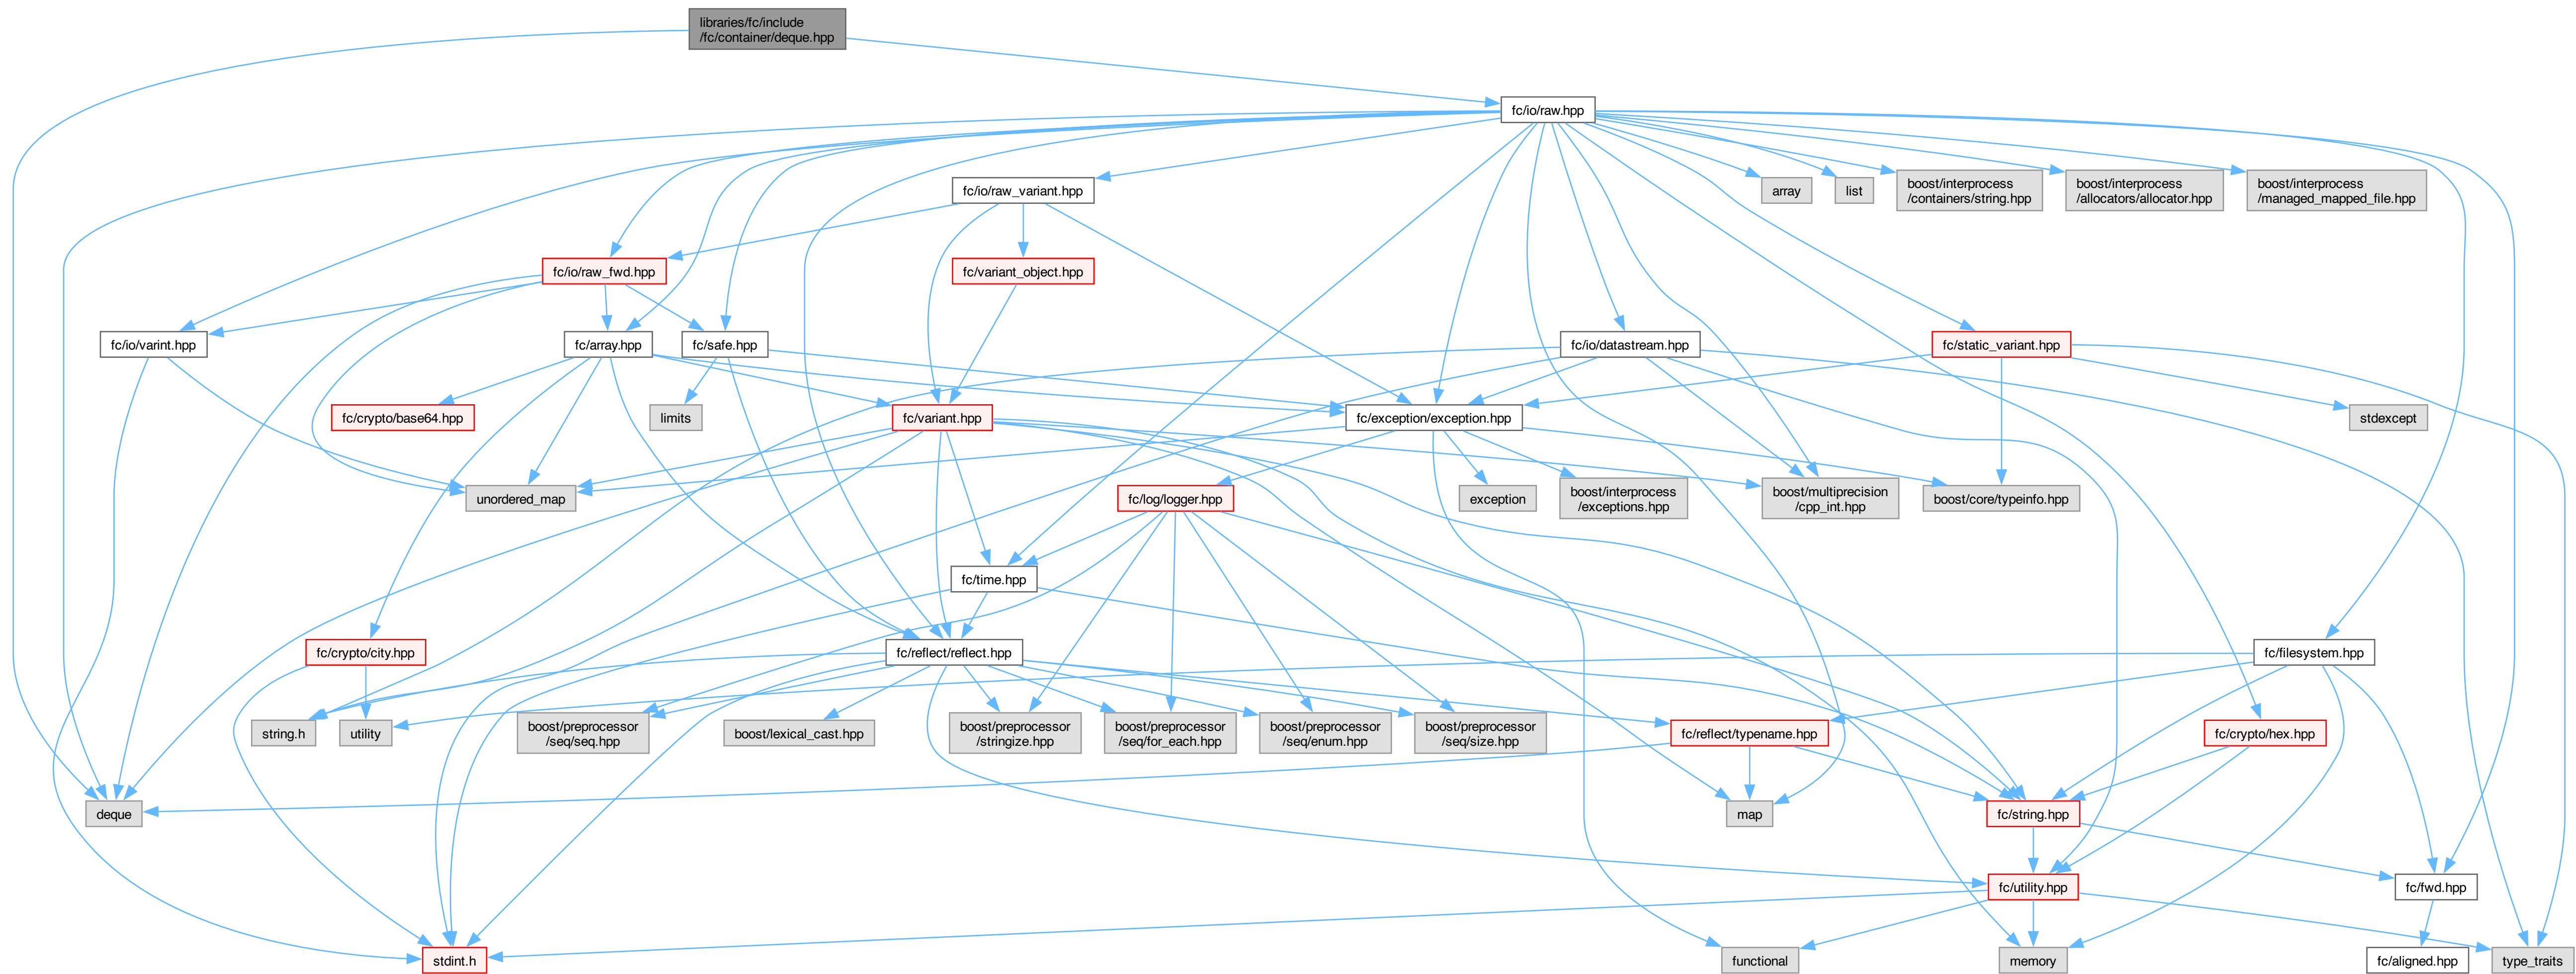 libraries/fc/include
/fc/container/deque.hpp
fc/io/raw.hpp
fc/io/raw_variant.hpp
array
list
boost/interprocess
/containers/string.hpp
boost/interprocess
/allocators/allocator.hpp
boost/interprocess
/managed_mapped_file.hpp
fc/io/raw_fwd.hpp
fc/variant_object.hpp
fc/io/varint.hpp
fc/array.hpp
fc/safe.hpp
fc/io/datastream.hpp
fc/static_variant.hpp
fc/crypto/base64.hpp
limits
fc/variant.hpp
fc/exception/exception.hpp
stdexcept
unordered_map
fc/log/logger.hpp
exception
boost/interprocess
/exceptions.hpp
boost/multiprecision
/cpp_int.hpp
boost/core/typeinfo.hpp
fc/time.hpp
fc/crypto/city.hpp
fc/reflect/reflect.hpp
fc/filesystem.hpp
string.h
utility
boost/preprocessor
/seq/seq.hpp
boost/lexical_cast.hpp
boost/preprocessor
/stringize.hpp
boost/preprocessor
/seq/for_each.hpp
boost/preprocessor
/seq/enum.hpp
boost/preprocessor
/seq/size.hpp
fc/reflect/typename.hpp
fc/crypto/hex.hpp
deque
map
fc/string.hpp
fc/utility.hpp
fc/fwd.hpp
stdint.h
functional
memory
fc/aligned.hpp
type_traits